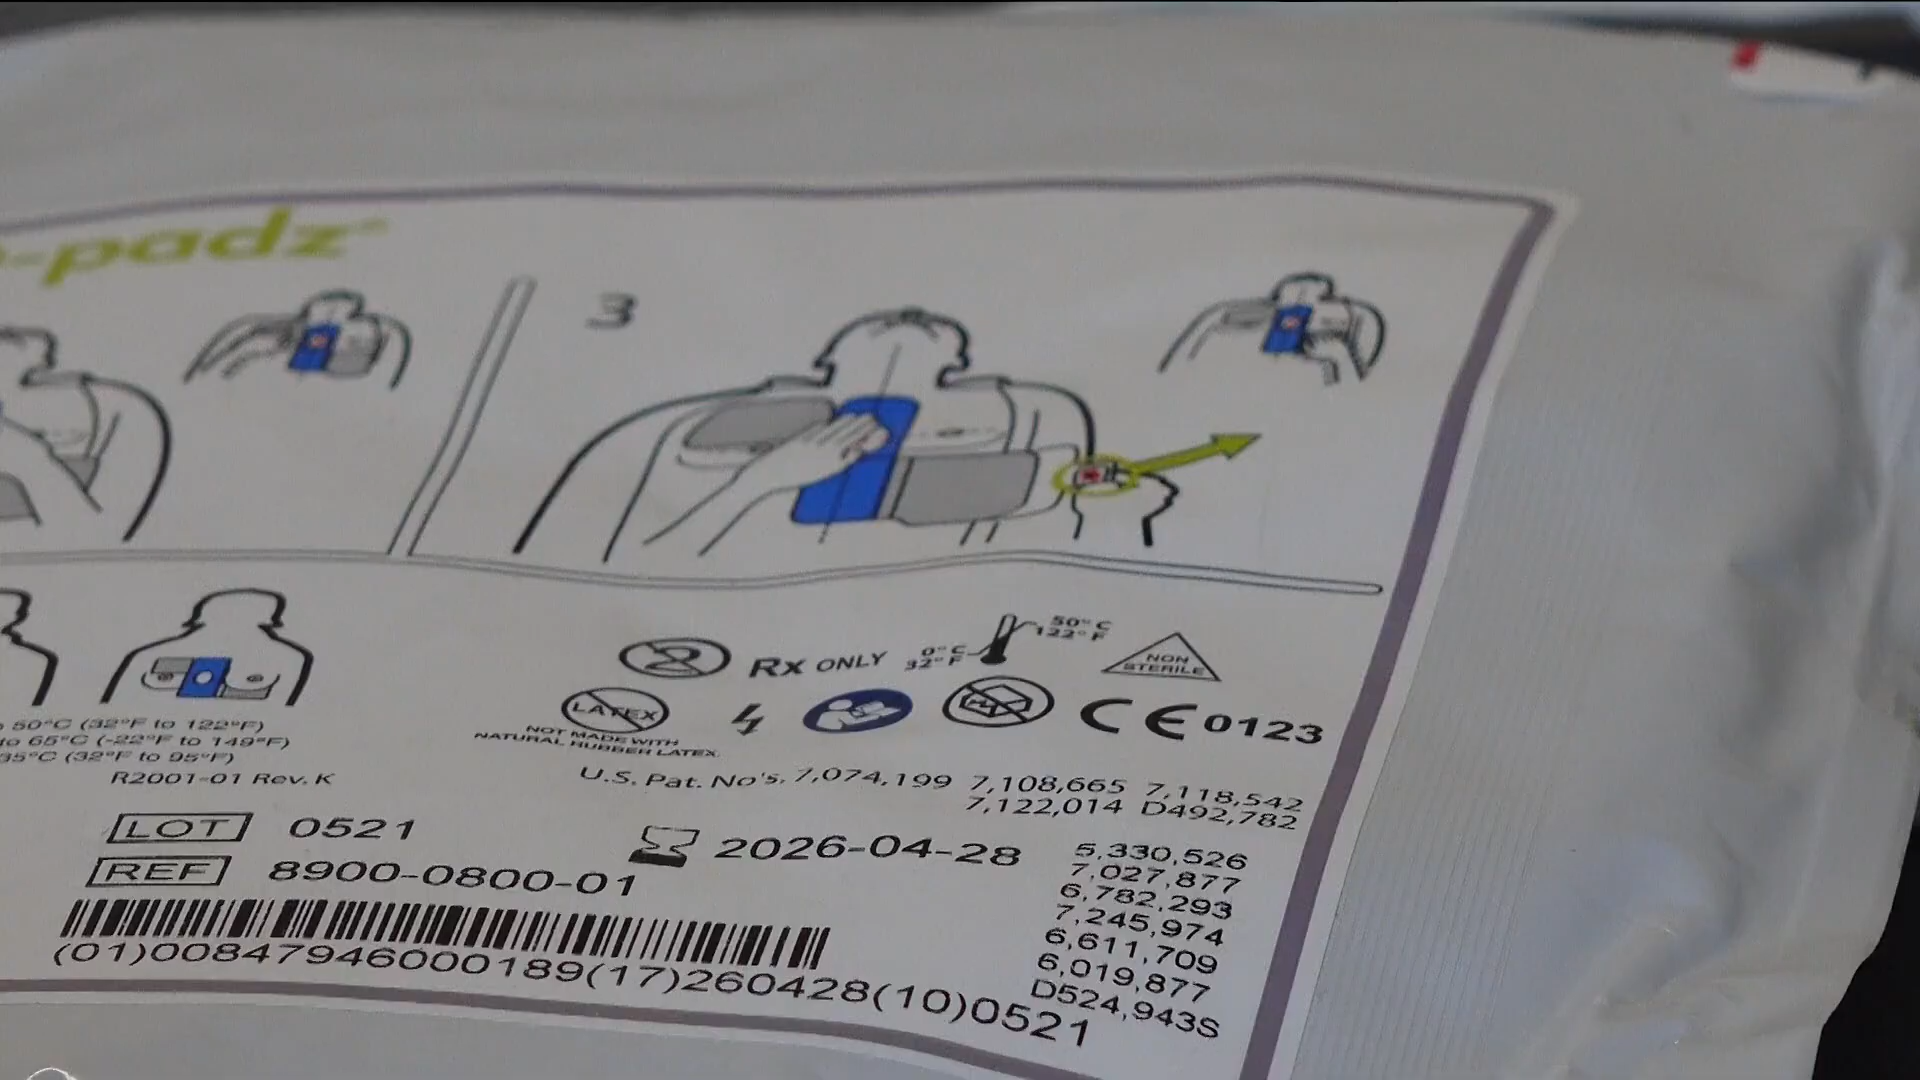 -padz
3
50°C
122°F
0°C
32°F
Rx ONLY
NON
STERILE
LATEX
NOT MADE WITH
NATURAL RUBBER LATEX.
CE 0123
50°C (32°F to 122°F)
to 65°C (-22°F to 149°F)
35°C (32°F to 95°F)
R2001-01 Rev. K
U.S. Pat. No's. 7,074,199 7,108,665 7,118,542
7,122,014 D492,782
5,330,526
7,027,877
6,782,293
7,245,974
6,611,709
6,019,877
D524,943S
LOT 0521
2026-04-28
REF 8900-0800-01
(01)00847946000189(17)260428(10)0521